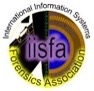 International Information Systems
iisfa
Forensics Association